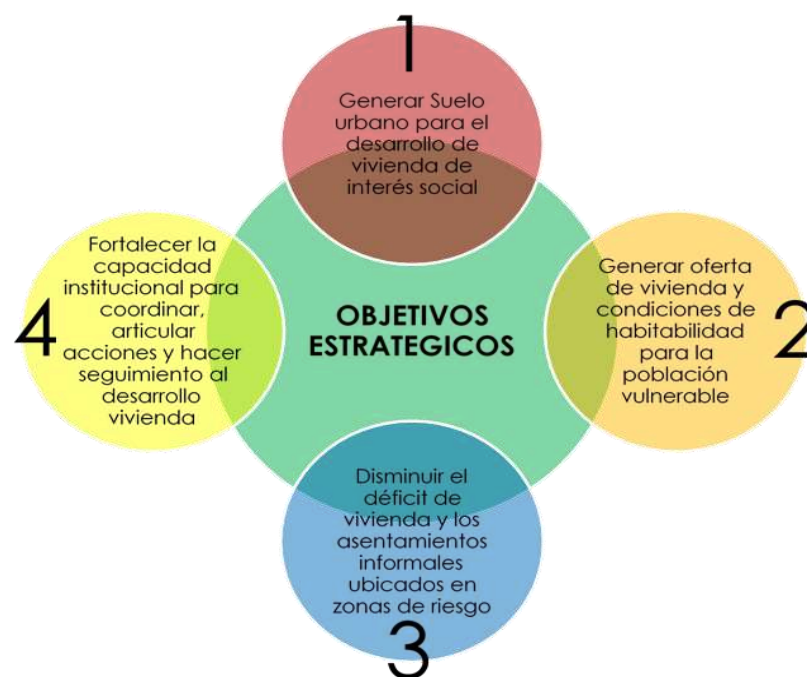 1
Generar Suelo
urbano para el
desarrollo de
vivienda de
interés social
Generar oferta
de vivienda y
condiciones de
habitabilidad
para la
población
vulnerable
2
Disminuir el
déficit de
vivienda y los
asentamientos
informales
ubicados en
zonas de riesgo
3
Fortalecer la
capacidad
institucional para
coordinar,
articular
acciones y hacer
seguimiento al
desarrollo
vivienda
4
OBJETIVOS
ESTRATEGICOS